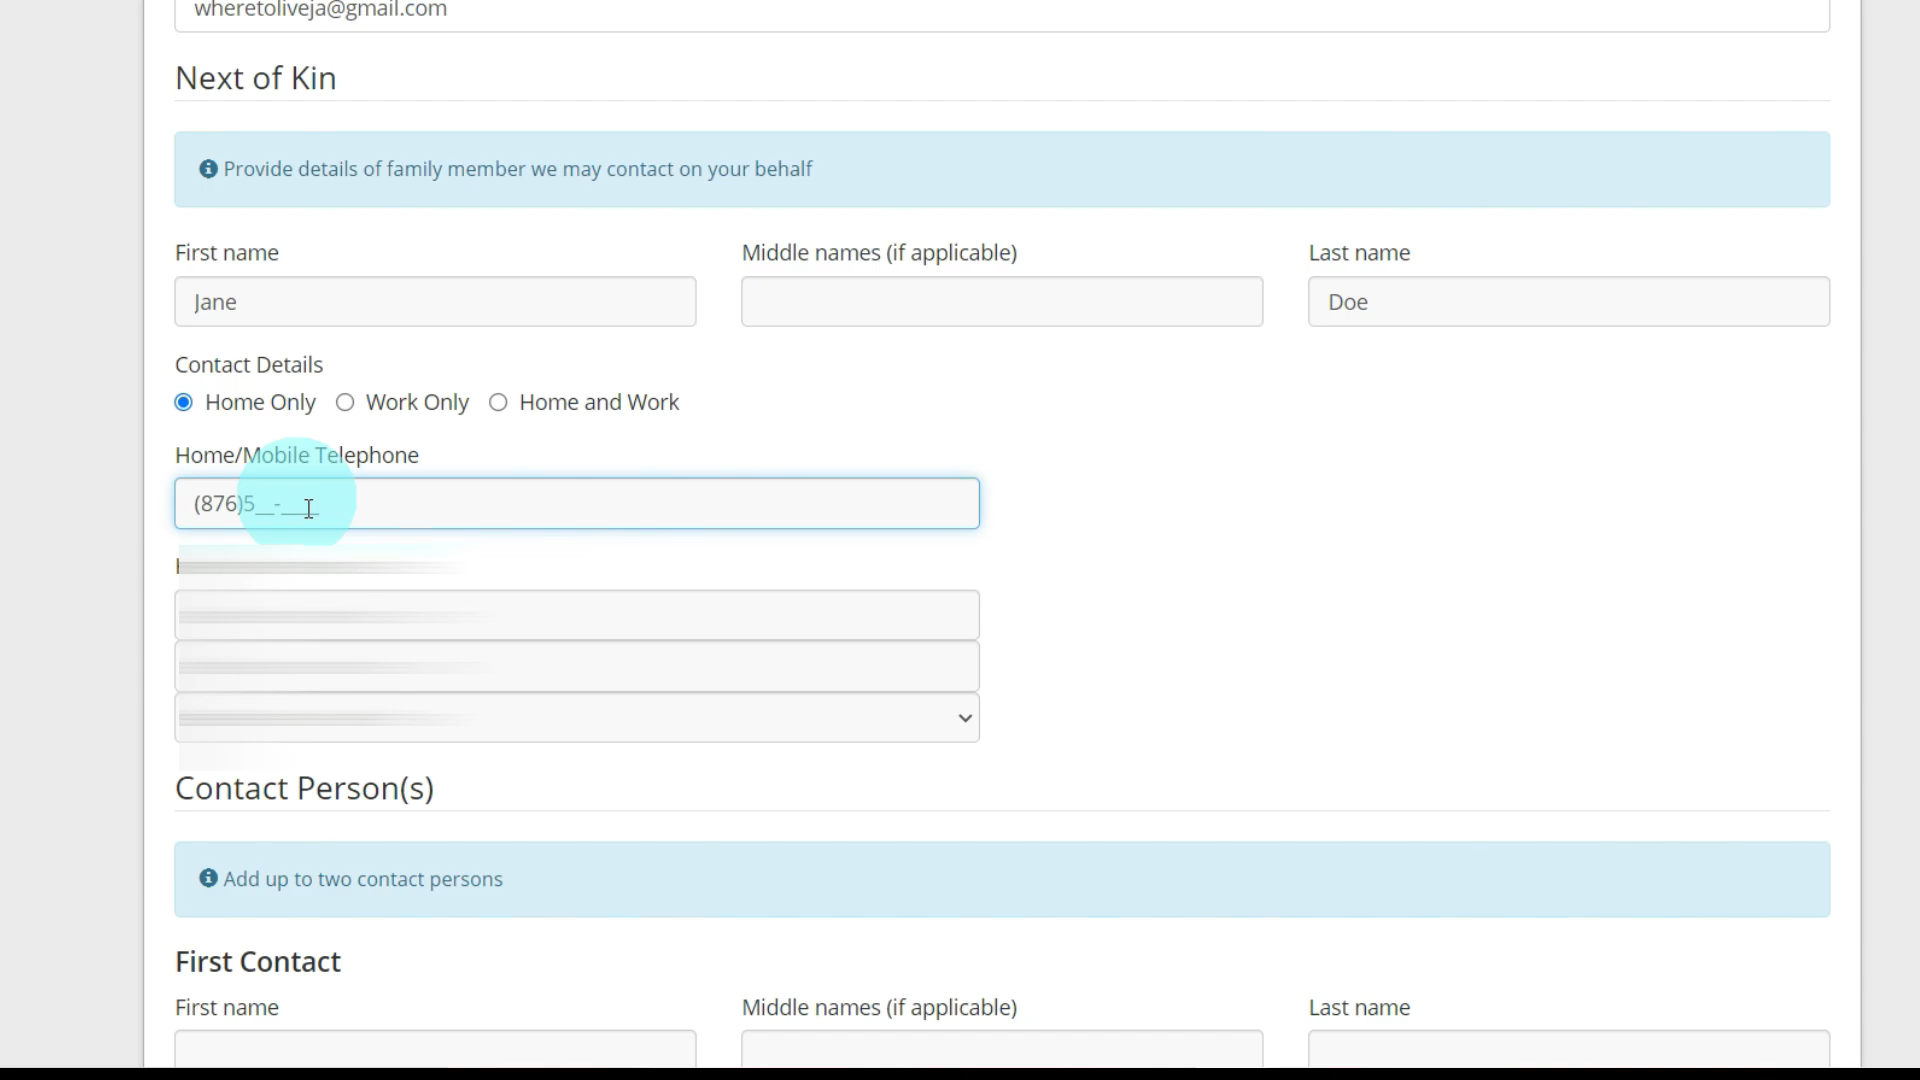 wheretoliveja@gmail.com
Next of Kin
Provide details of family member we may contact on your behalf
First name Middle names (if applicable) Last name
Jane Doe
Contact Details
Home Only Work Only Home and Work
Home/Mobile Telephone
(876)5__-____
Contact Person(s)
Add up to two contact persons
First Contact
First name Middle names (if applicable) Last name